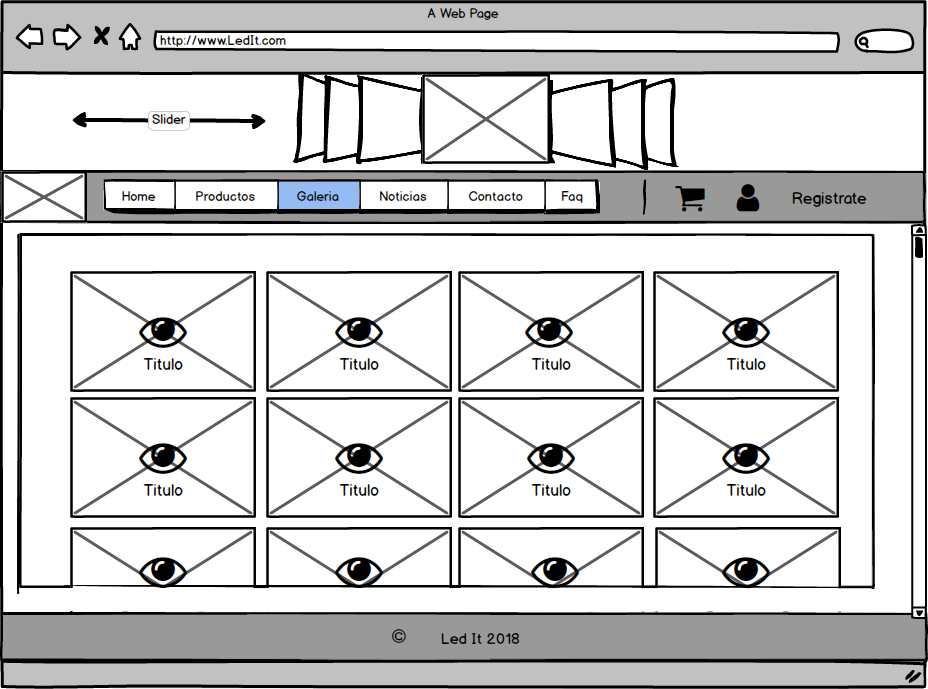 A Web Page
http://www.LedIt.com
Slider
Home Productos Galeria Noticias Contacto Faq Registrate
Titulo Titulo Titulo Titulo
Titulo Titulo Titulo Titulo
© Led It 2018